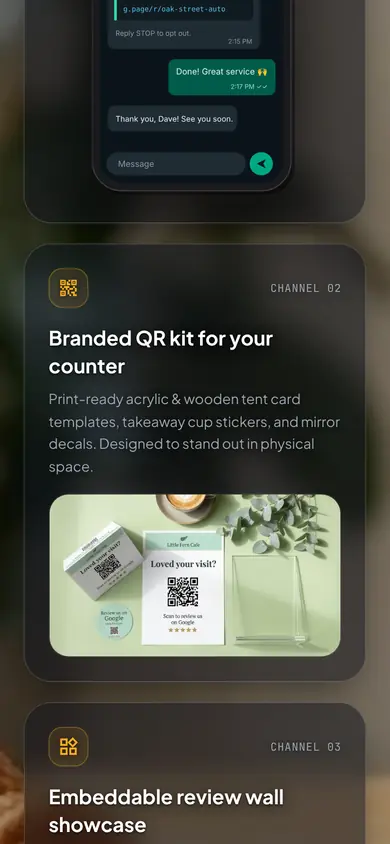 g.page/r/oak-street-auto
Reply STOP to opt out.
2:15 PM
Done! Great service 🙌
2:17 PM ✓✓
Thank you, Dave! See you soon.
Message
CHANNEL 02
Branded QR kit for your
counter
Print-ready acrylic & wooden tent card
templates, takeaway cup stickers, and mirror
decals. Designed to stand out in physical
space.
Little Fern Cafe
Loved your visit?
Loved your visit?
Scan to review us
on Google
★★★★★
Review us on
Google
CHANNEL 03
Embeddable review wall
showcase